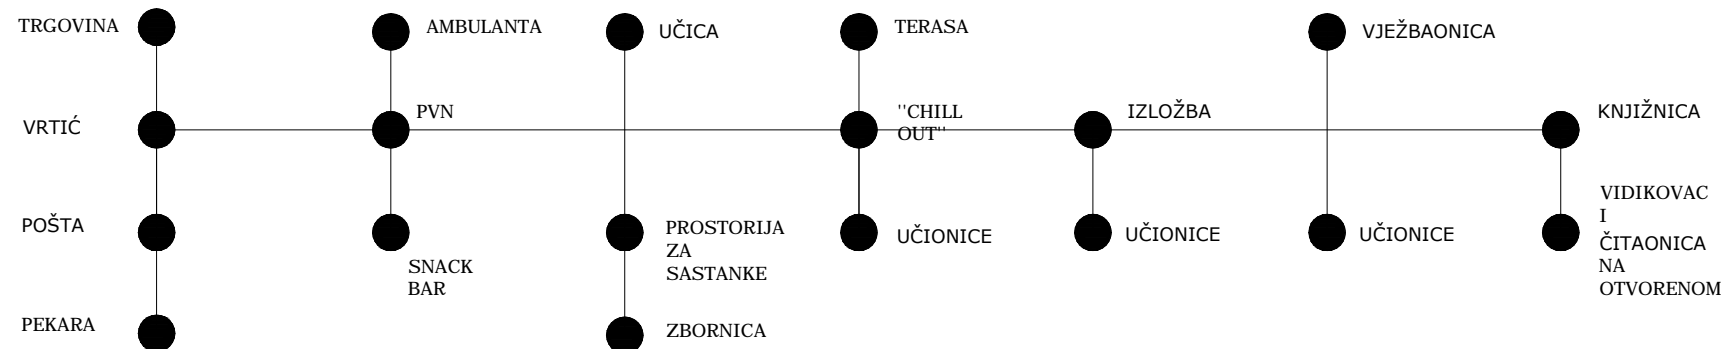 TRGOVINA
AMBULANTA
UČICA
TERASA
VJEŽBAONICA
VRTIĆ
PVN
"CHILL
OUT"
IZLOŽBA
KNJIŽNICA
POŠTA
SNACK
BAR
PROSTORIJA
ZA
SASTANKE
UČIONICE
UČIONICE
UČIONICE
VIDIKOVAC
I
ČITAONICA
NA
OTVORENOM
PEKARA
ZBORNICA